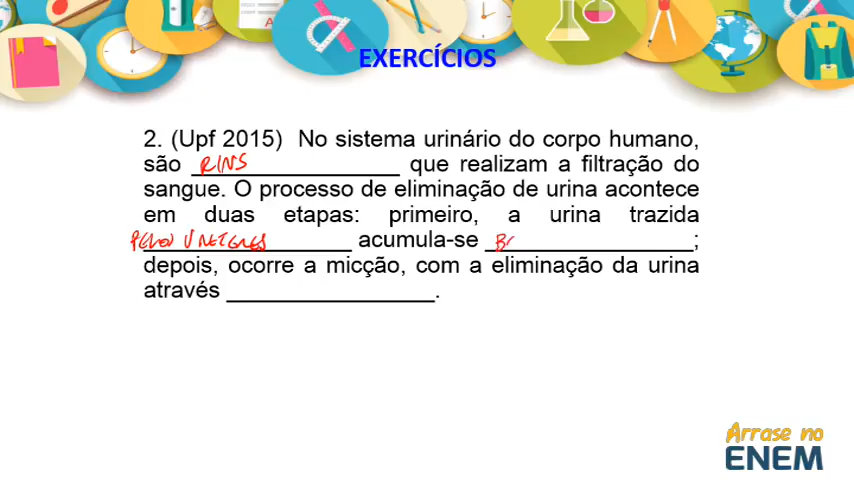 EXERCÍCIOS
2. (Upf 2015) No sistema urinário do corpo humano,
são RINS que realizam a filtração do
sangue. O processo de eliminação de urina acontece
em duas etapas: primeiro, a urina trazida
PELOS URETERES acumula-se B ;
depois, ocorre a micção, com a eliminação da urina
através .
Arrase no
ENEM